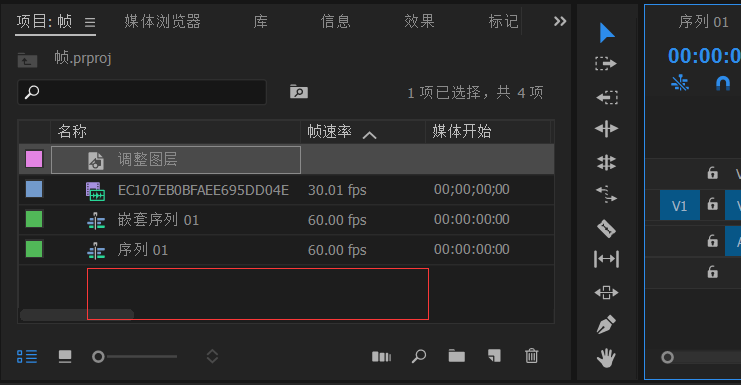 项目: 帧 媒体浏览器 库 信息 效果 标记 序列 01
帧.prproj
00:00:0
1 项已选择，共 4 项
名称 帧速率 媒体开始
调整图层
EC107EB0BFAEE695DD04E 30.01 fps 00;00;00;00
V1
嵌套序列 01 60.00 fps 00:00:00:00
序列 01 60.00 fps 00:00:00:00